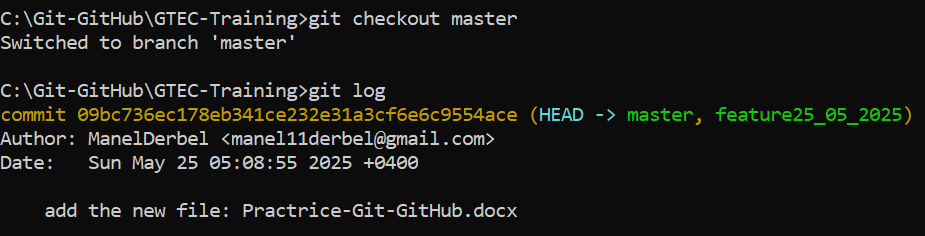 C:\Git-GitHub\GTEC-Training>git checkout master
Switched to branch 'master'
C:\Git-GitHub\GTEC-Training>git log
commit 09bc736ec178eb341ce232e31a3cf6e6c9554ace (HEAD -> master, feature25_05_2025)
Author: ManelDerbel <manel11derbel@gmail.com>
Date:   Sun May 25 05:08:55 2025 +0400
    add the new file: Practrice-Git-GitHub.docx